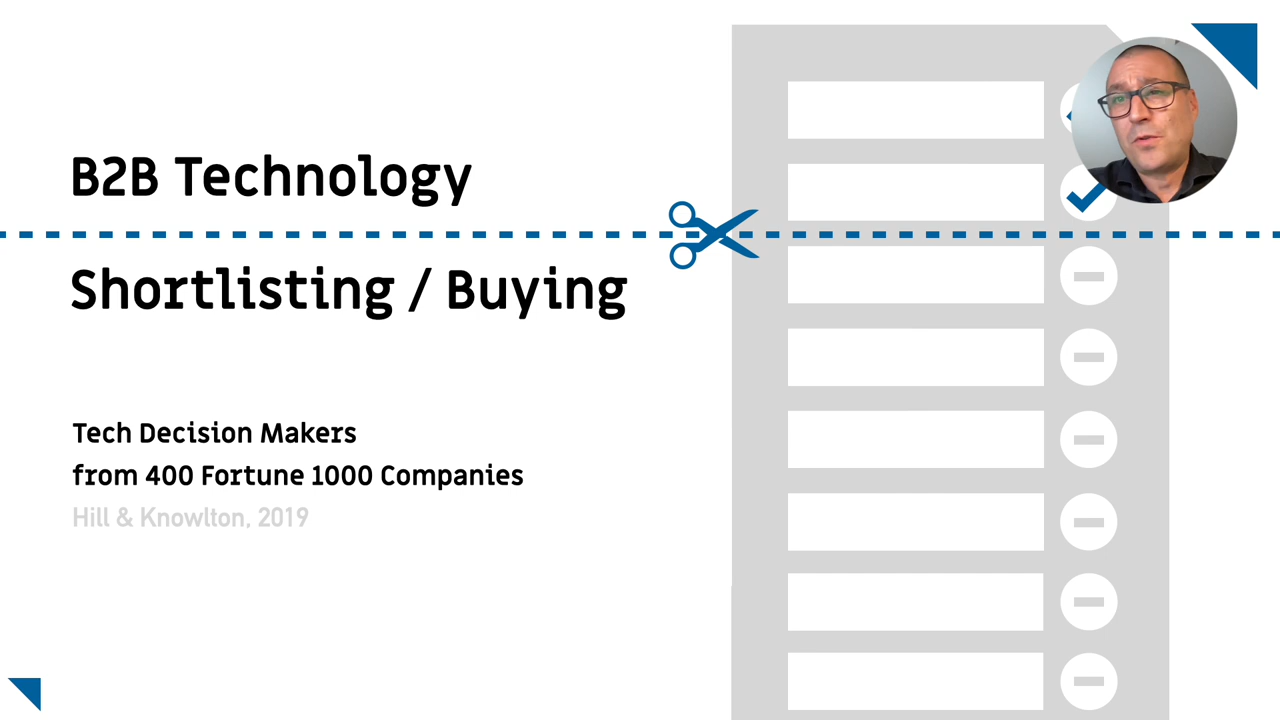 B2B Technology
Shortlisting / Buying
Tech Decision Makers
from 400 Fortune 1000 Companies
Hill & Knowlton, 2019